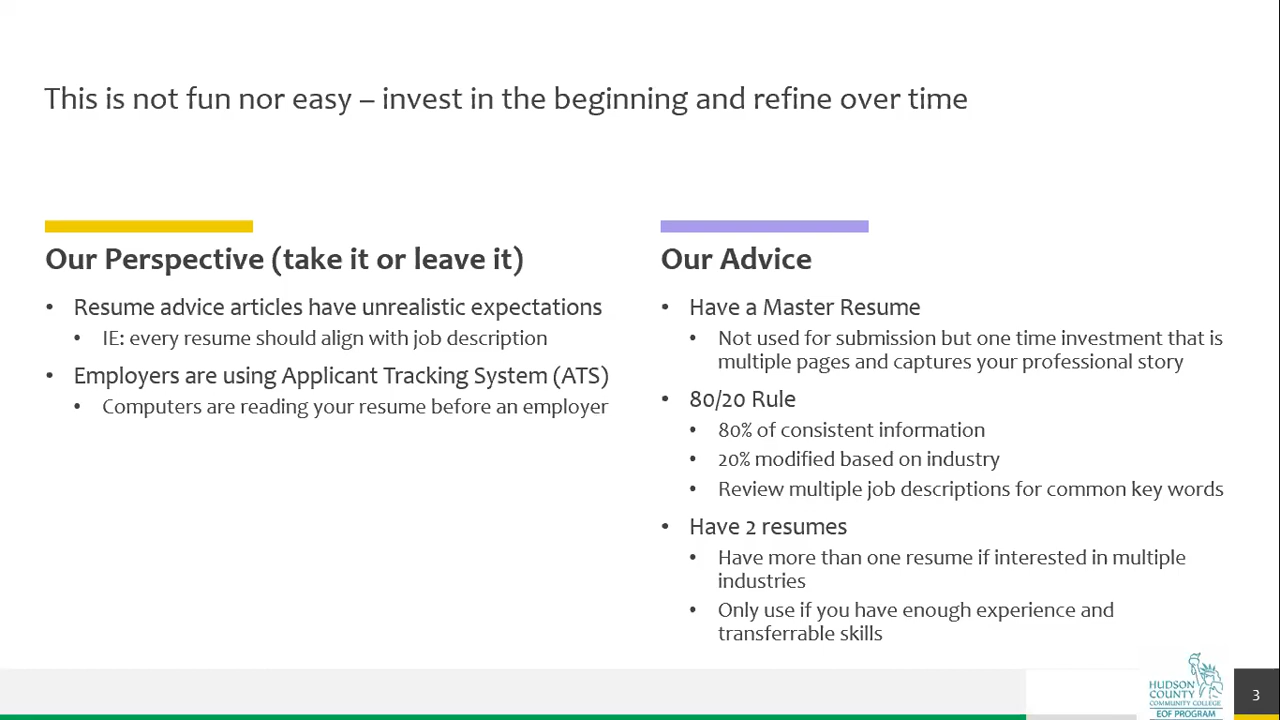 This is not fun nor easy – invest in the beginning and refine over time
Our Perspective (take it or leave it)
• Resume advice articles have unrealistic expectations
• IE: every resume should align with job description
• Employers are using Applicant Tracking System (ATS)
• Computers are reading your resume before an employer
Our Advice
• Have a Master Resume
• Not used for submission but one time investment that is
multiple pages and captures your professional story
• 80/20 Rule
• 80% of consistent information
• 20% modified based on industry
• Review multiple job descriptions for common key words
• Have 2 resumes
• Have more than one resume if interested in multiple
industries
• Only use if you have enough experience and
transferrable skills
HUDSON
COUNTY
COMMUNITY COLLEGE
EOF PROGRAM
3